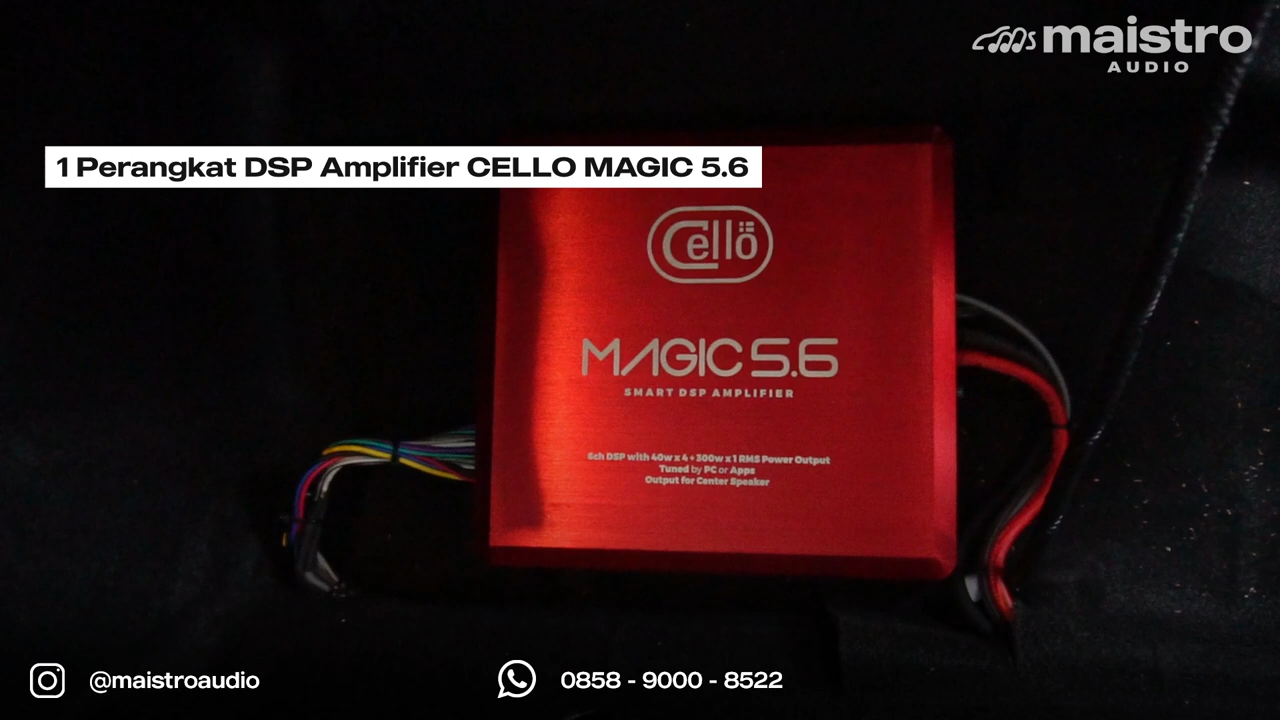 maistro
AUDIO
1 Perangkat DSP Amplifier CELLO MAGIC 5.6
Cellö
MAGIC 5.6
SMART DSP AMPLIFIER
6ch DSP with 40w x 4 + 300w x 1 RMS Power Output
Tuned by PC or Apps
Output for Center Speaker
@maistroaudio
0858 - 9000 - 8522